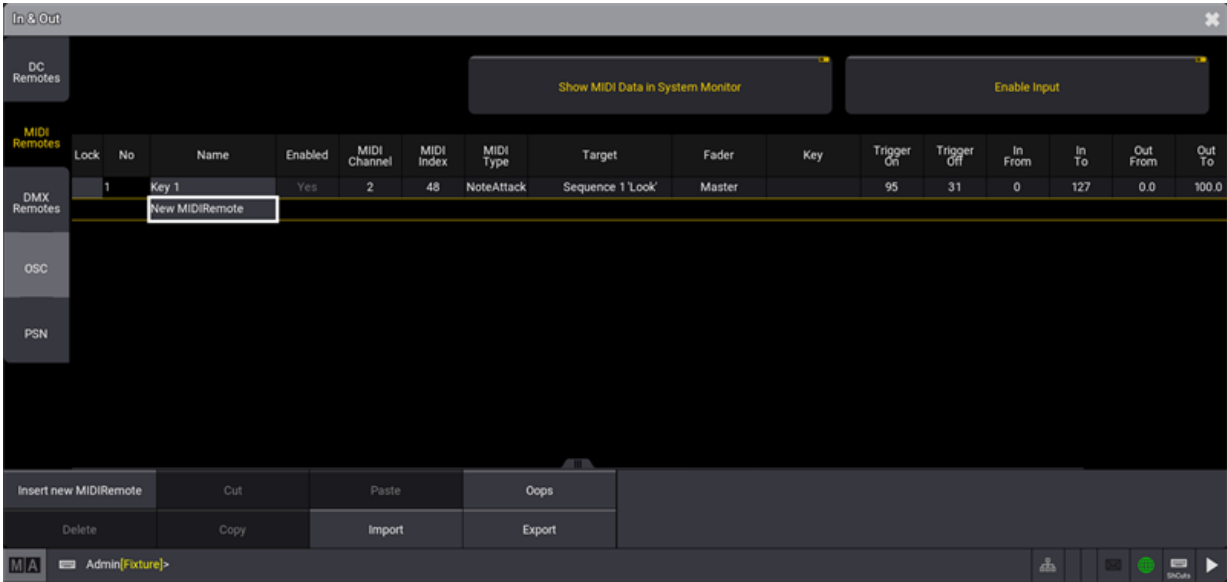 In & Out
DC
Remotes
MIDI
Remotes
DMX
Remotes
OSC
PSN
Show MIDI Data in System Monitor
Enable Input
Lock No Name Enabled MIDI Channel MIDI Index MIDI Type Target Fader Key Trigger On Trigger Off In From In To Out From Out To
1 Key 1 Yes 2 48 NoteAttack Sequence 1 'Look' Master 95 31 0 127 0.0 100.0
New MIDIRemote
Insert new MIDIRemote Cut Paste Oops
Delete Copy Import Export
MA Admin[Fixture]> ShCuts